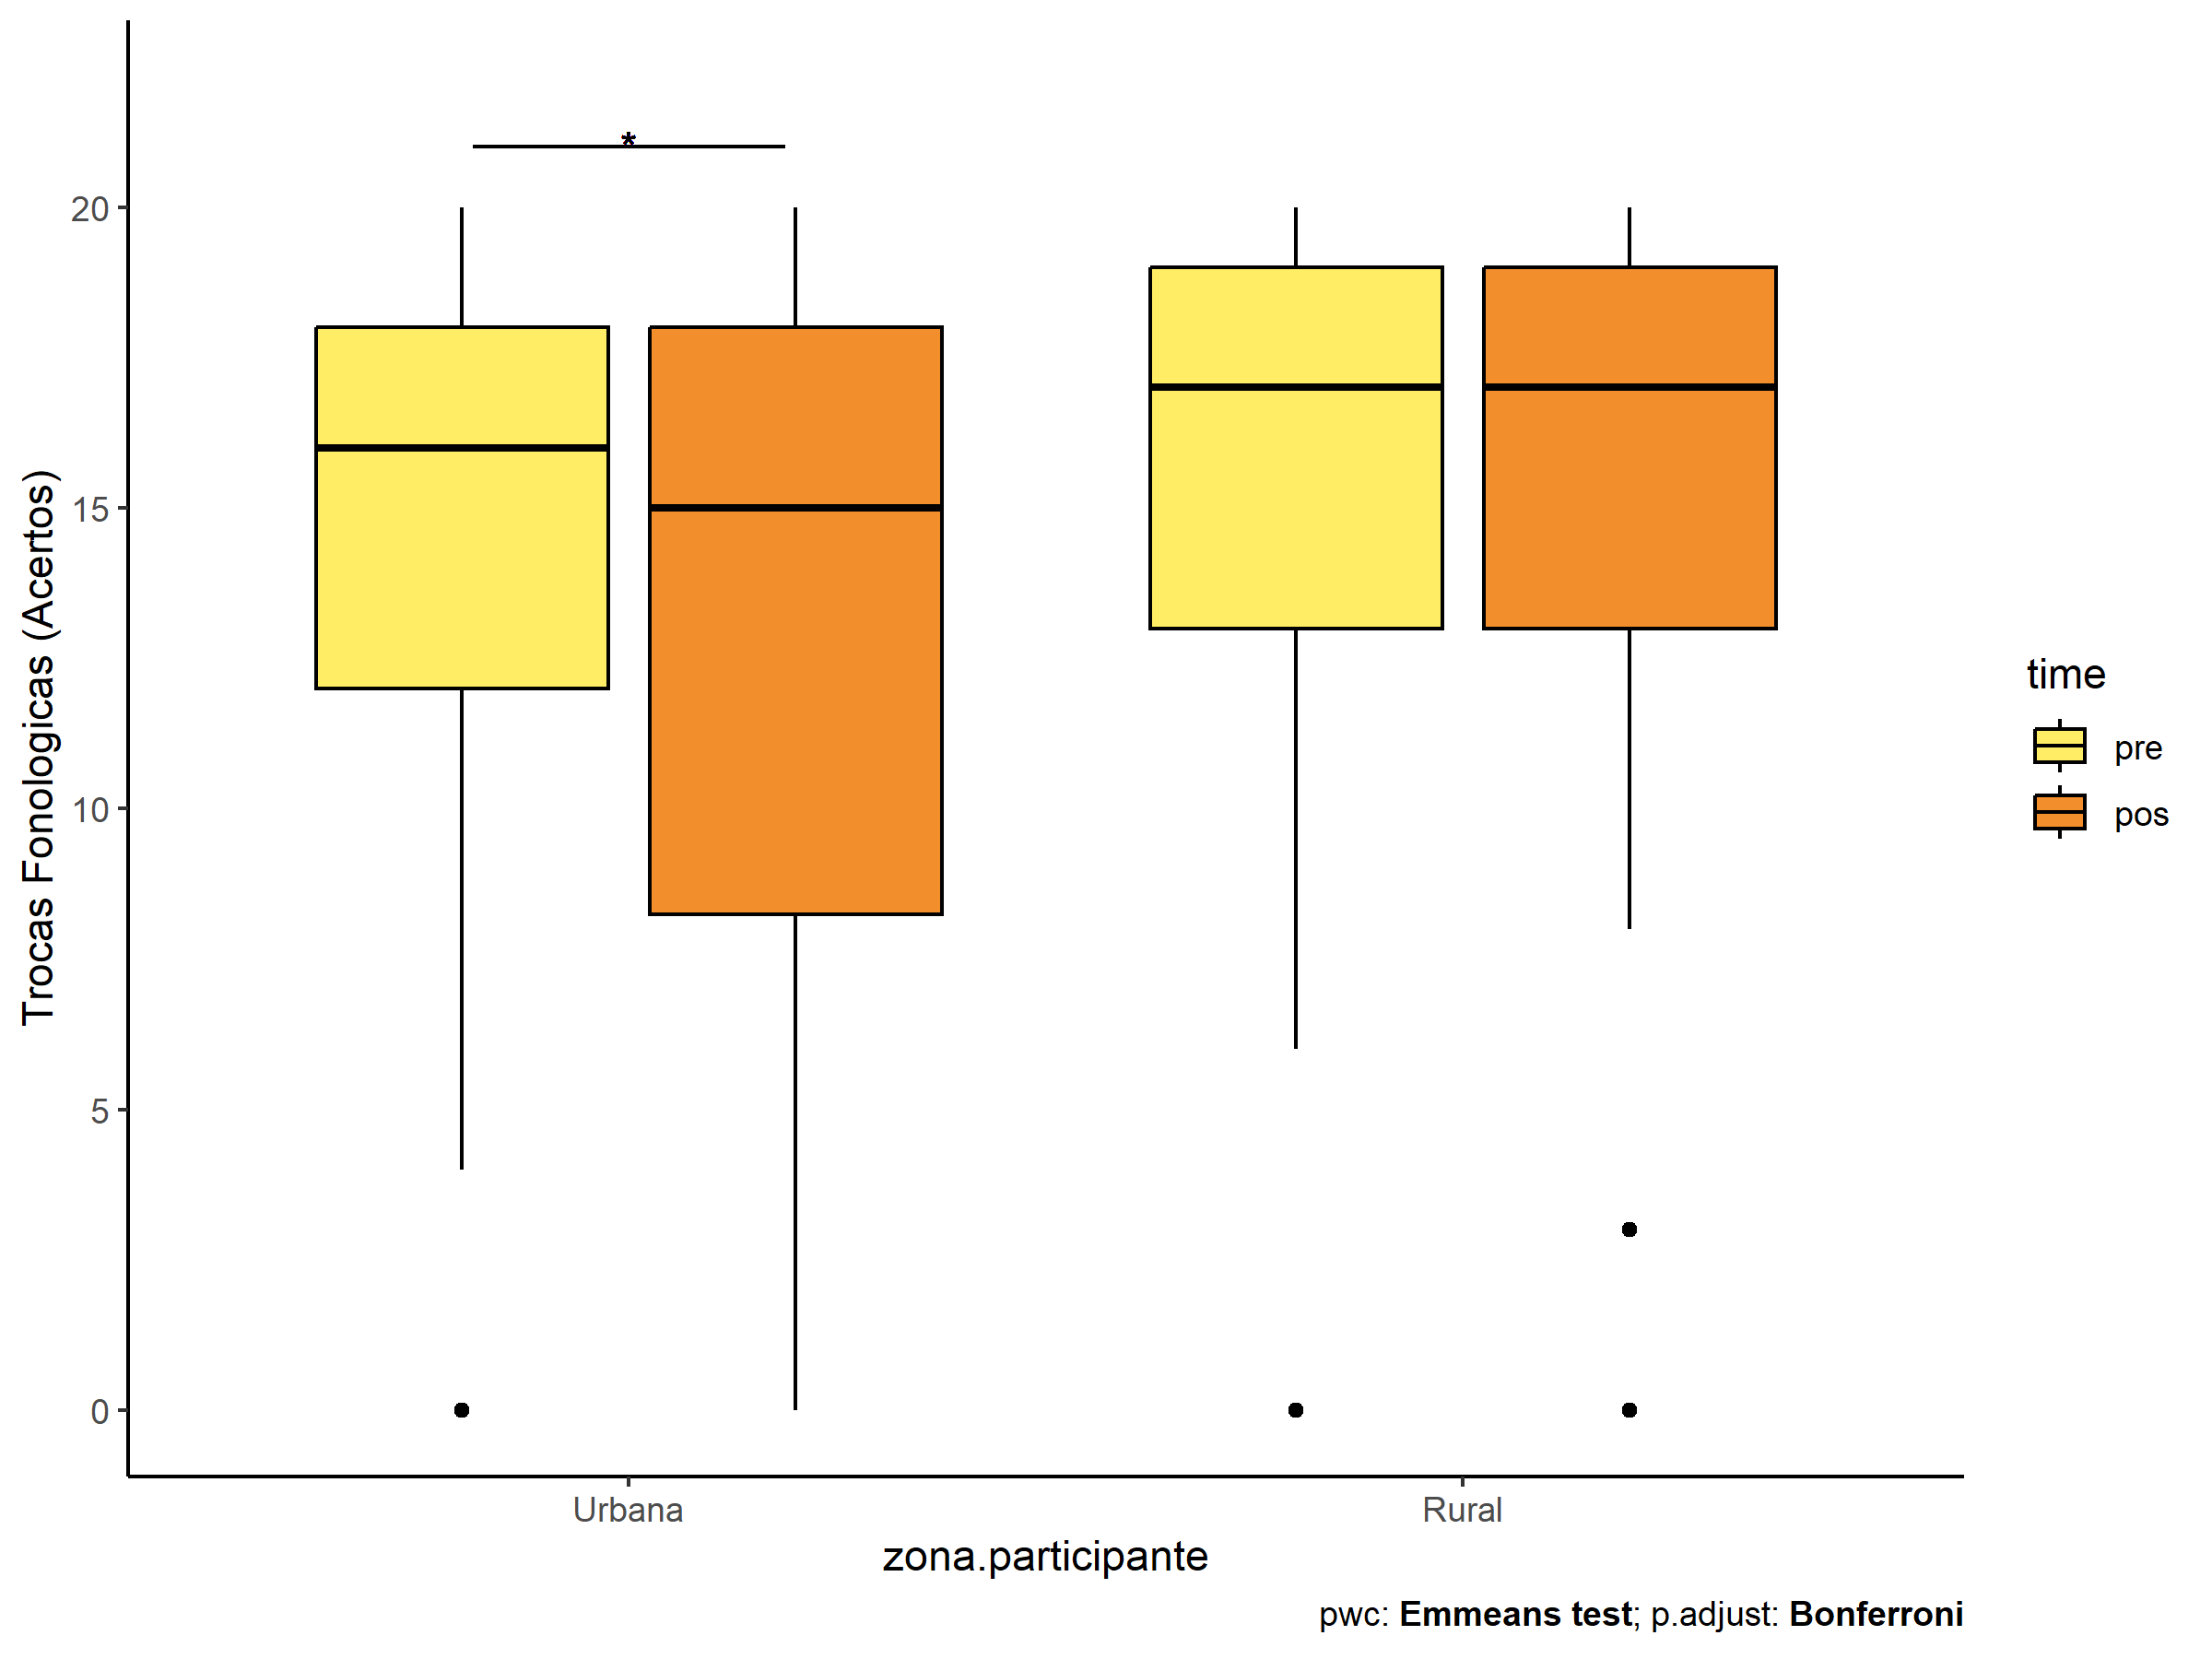 *
20
15
10
5
0
Trocas Fonologicas (Acertos)
Urbana
Rural
zona.participante
time
pre
pos
pwc: Emmeans test; p.adjust: Bonferroni